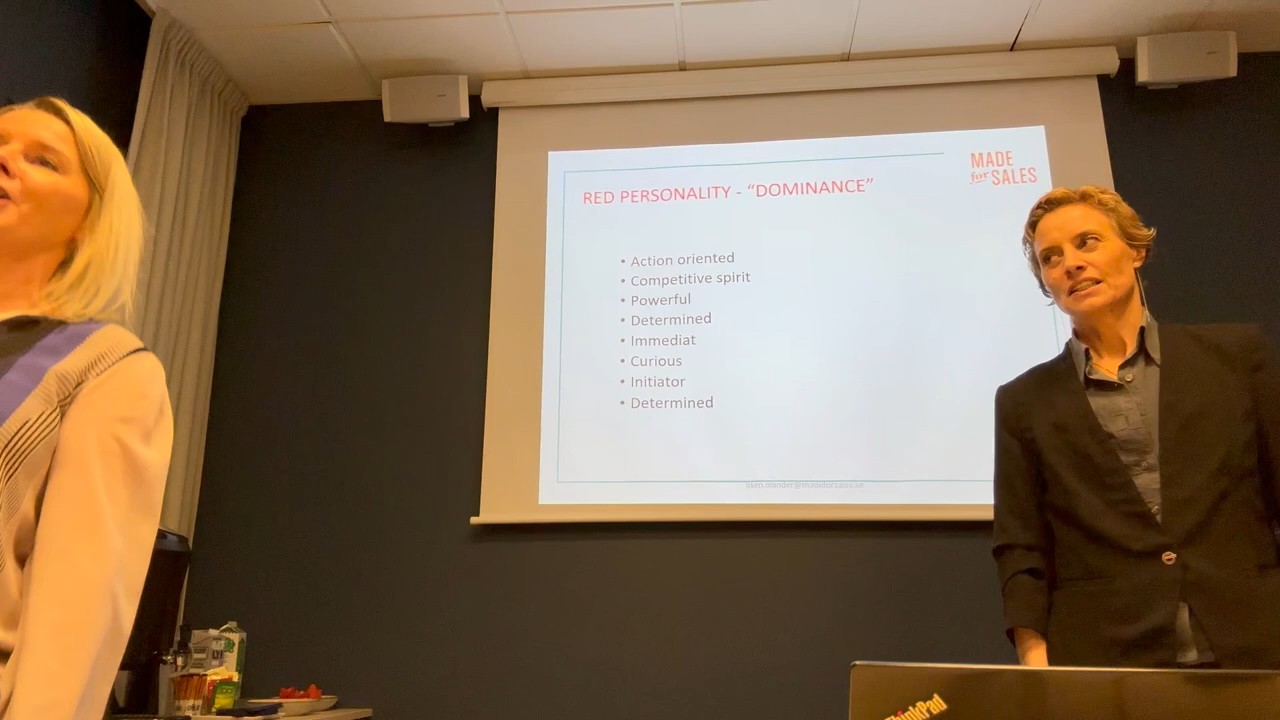 MADE
for SALES
RED PERSONALITY - “DOMINANCE”
• Action oriented
• Competitive spirit
• Powerful
• Determined
• Immediat
• Curious
• Initiator
• Determined
ThinkPad